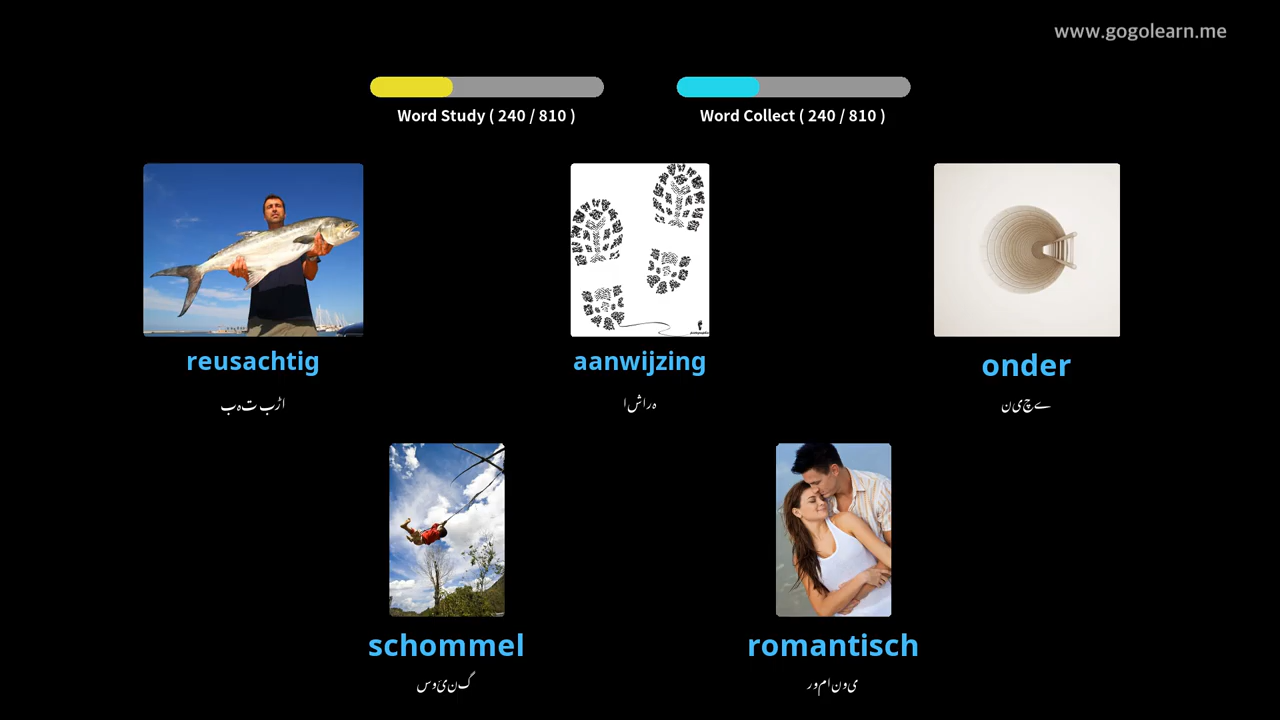 www.gogolearn.me
Word Study ( 240 / 810 )
Word Collect ( 240 / 810 )
reusachtig
aanwijzing
onder
بہت بڑا
اشارہ
نیچے
schommel
romantisch
سوئنگ
رومانوی